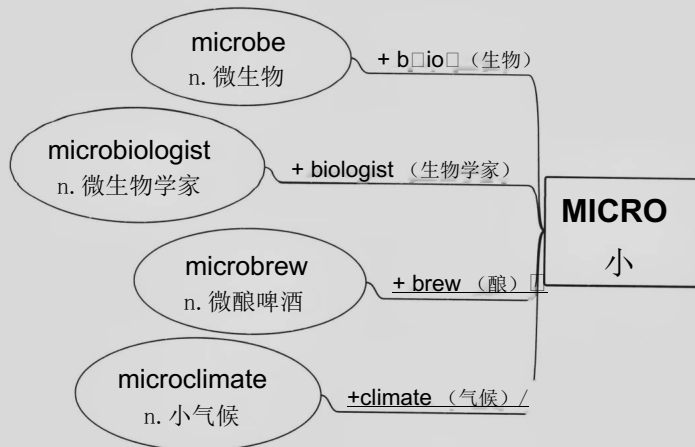 microbe
n. 微生物
+ b□io□（生物）
microbiologist
n. 微生物学家
+ biologist （生物学家）
MICRO
小
microbrew
n. 微酿啤酒
+ brew （酿）□
microclimate
n. 小气候
+climate （气候）/